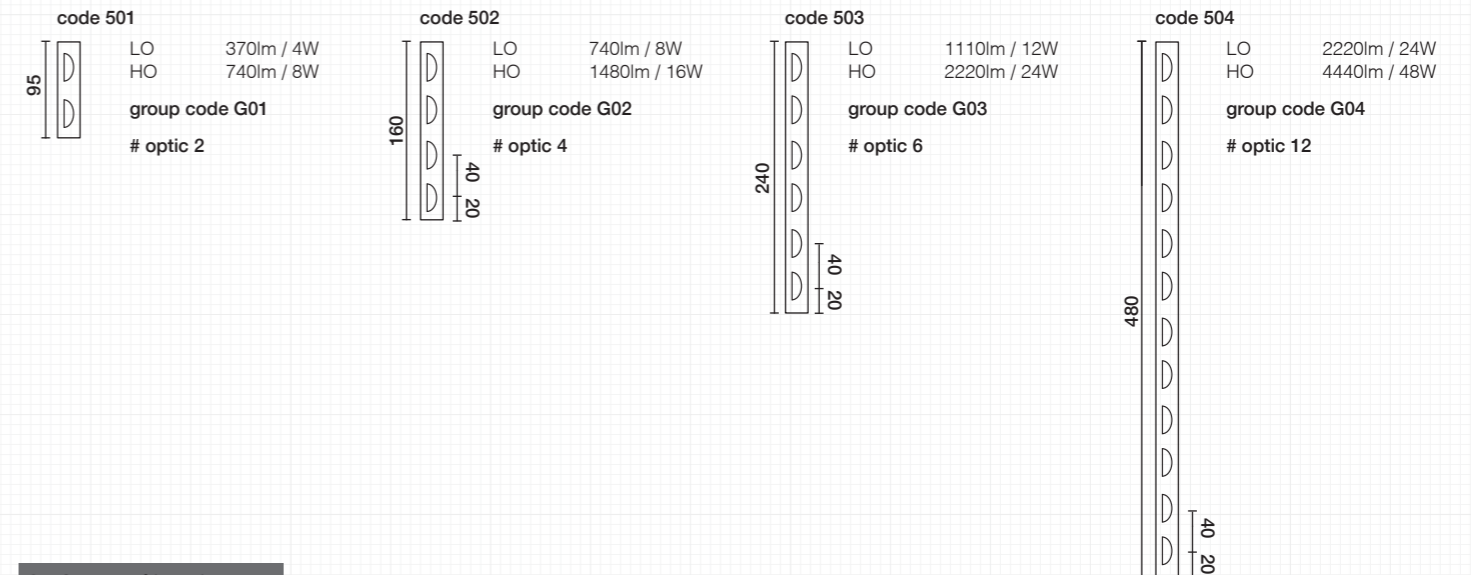 code 501
LO 370lm / 4W
HO 740lm / 8W
group code G01
# optic 2
95
code 502
LO 740lm / 8W
HO 1480lm / 16W
group code G02
# optic 4
160
40
20
code 503
LO 1110lm / 12W
HO 2220lm / 24W
group code G03
# optic 6
240
40
20
code 504
LO 2220lm / 24W
HO 4440lm / 48W
group code G04
# optic 12
480
40
20